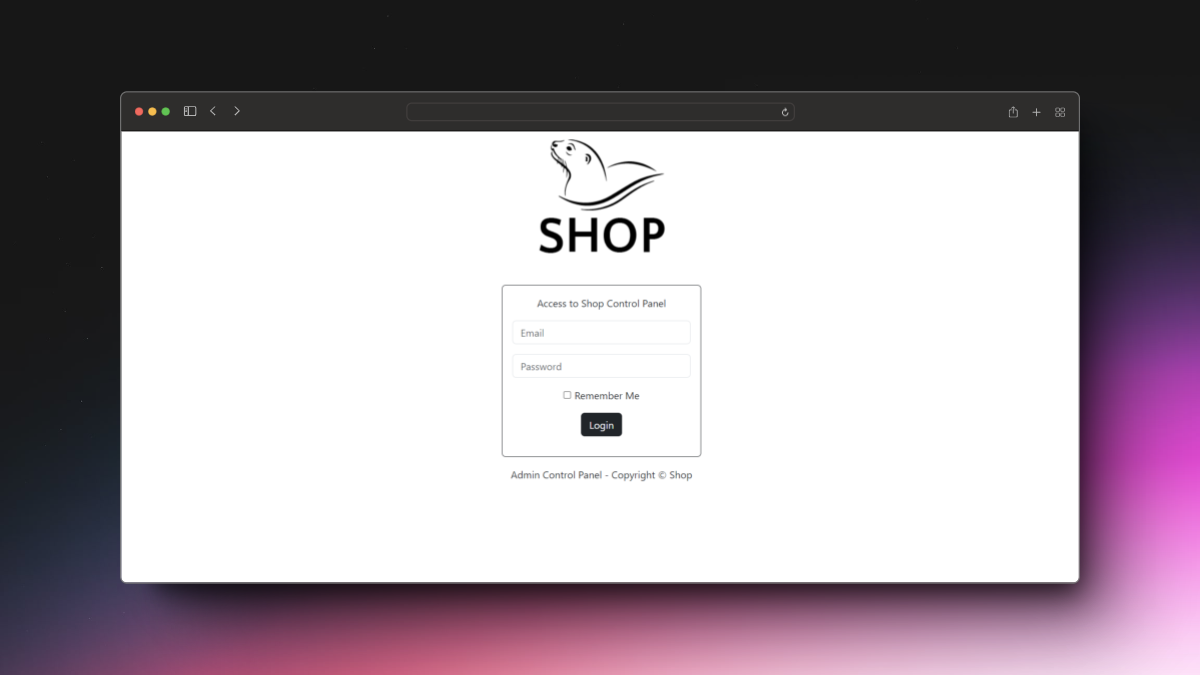 SHOP
Access to Shop Control Panel
Email
Password
Remember Me
Login
Admin Control Panel - Copyright © Shop